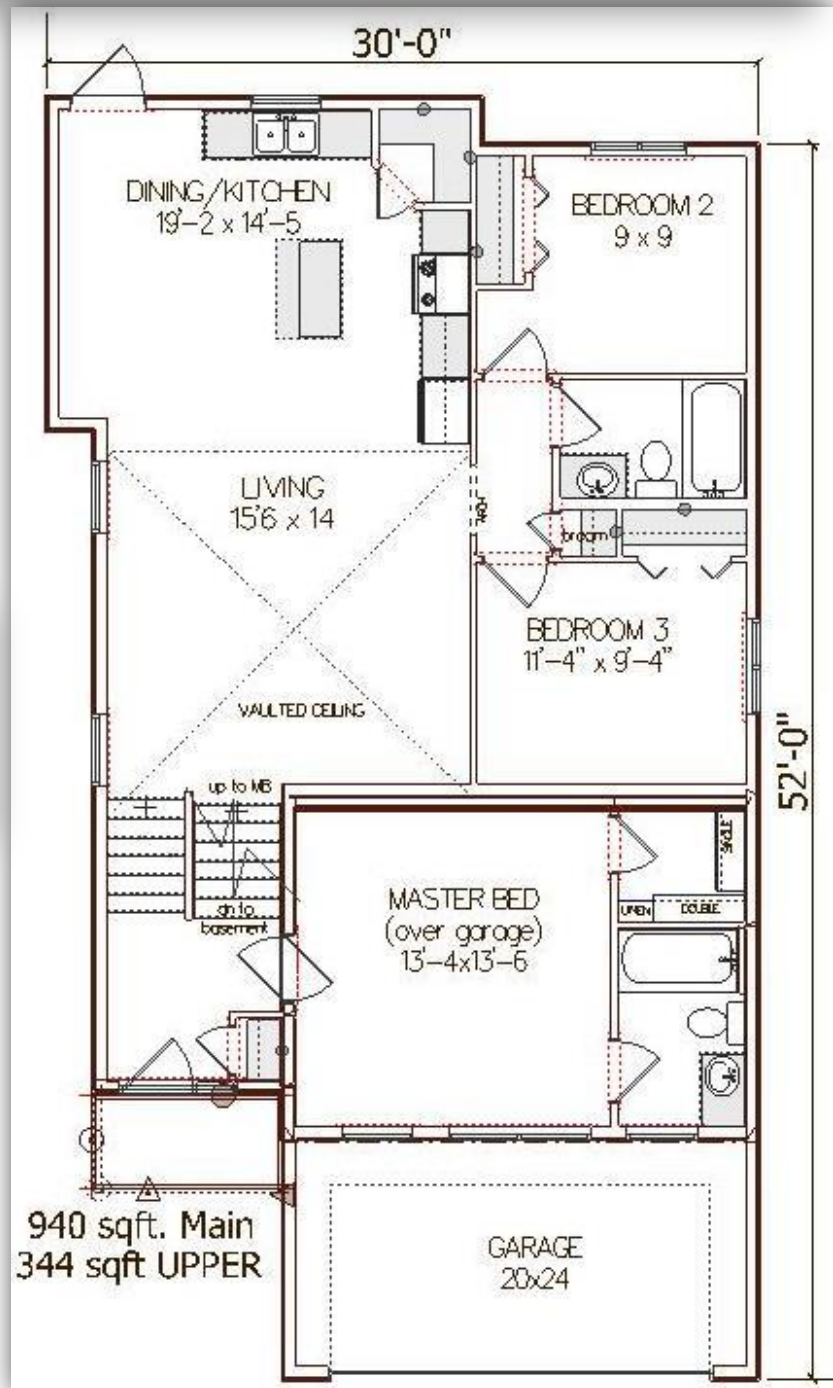 30'-0"
DINING/KITCHEN
19'-2 x 14'-5
BEDROOM 2
9 x 9
LIVING
15'6 x 14
broom
BEDROOM 3
11'-4" x 9'-4"
VAULTED CEILING
52'-0"
up to MB
dn to
basement
MASTER BED
(over garage)
13'-4x13'-6
LINEN
DOUBLE
940 sqft. Main
344 sqft UPPER
GARAGE
20x24